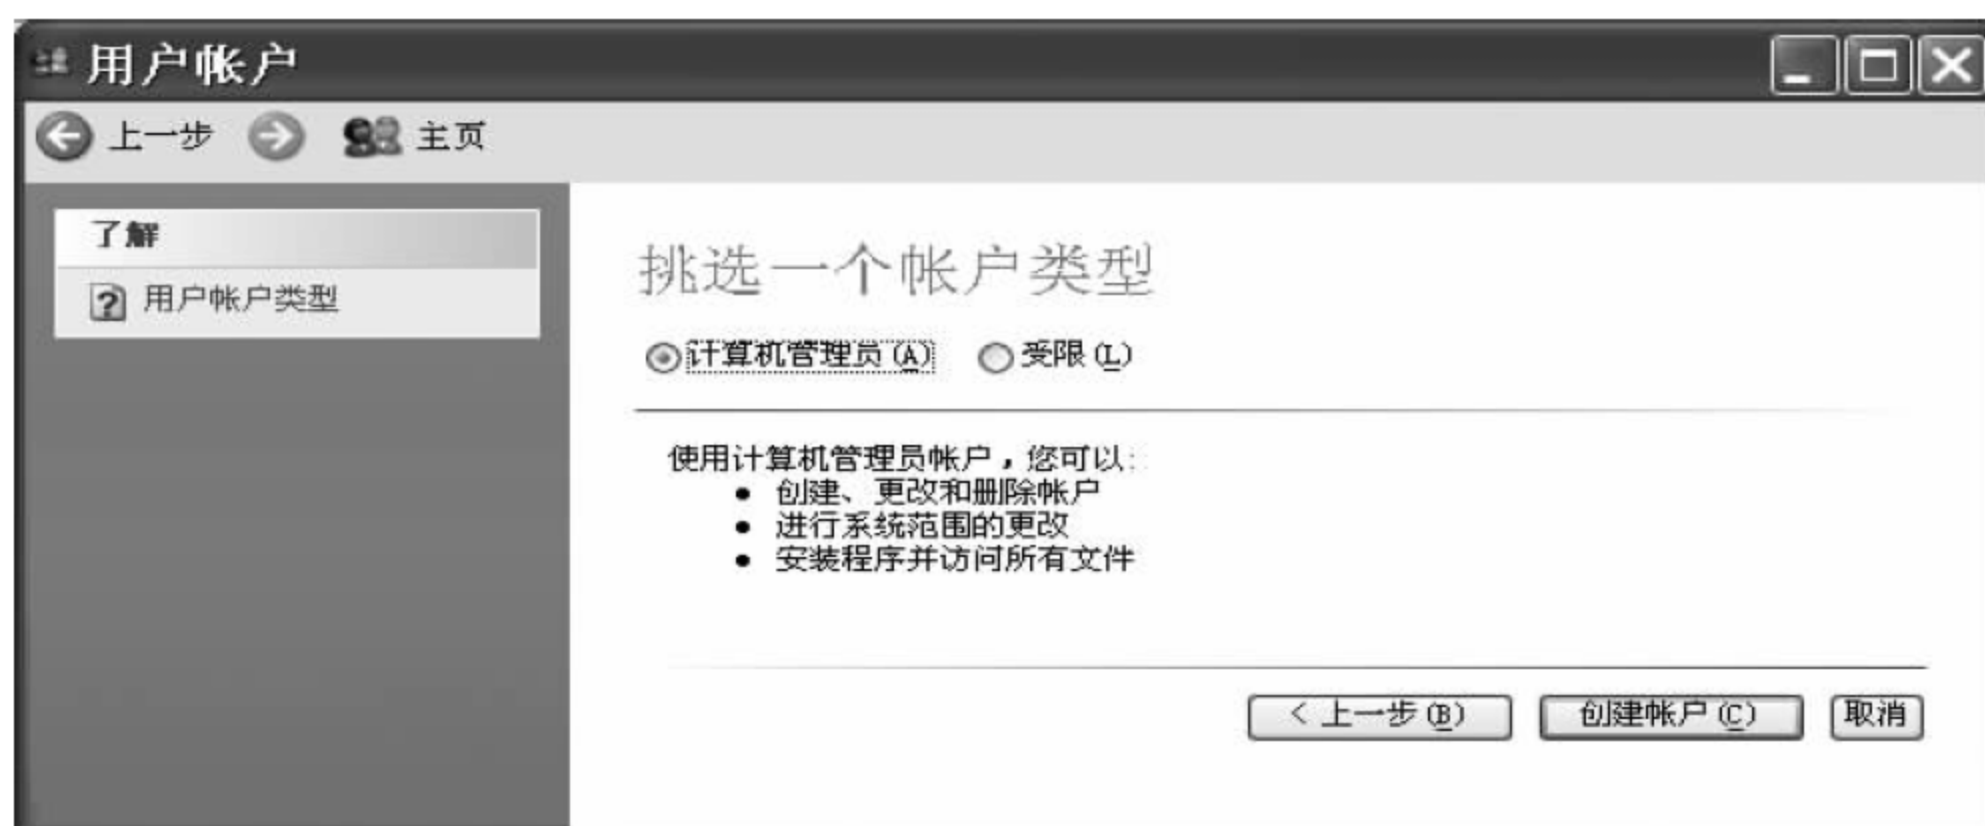 用户帐户
上一步 主页
了解
用户帐户类型
挑选一个帐户类型
计算机管理员(A) 受限(L)
使用计算机管理员帐户，您可以:
• 创建、更改和删除帐户
• 进行系统范围的更改
• 安装程序并访问所有文件
< 上一步(B) 创建帐户(C) 取消